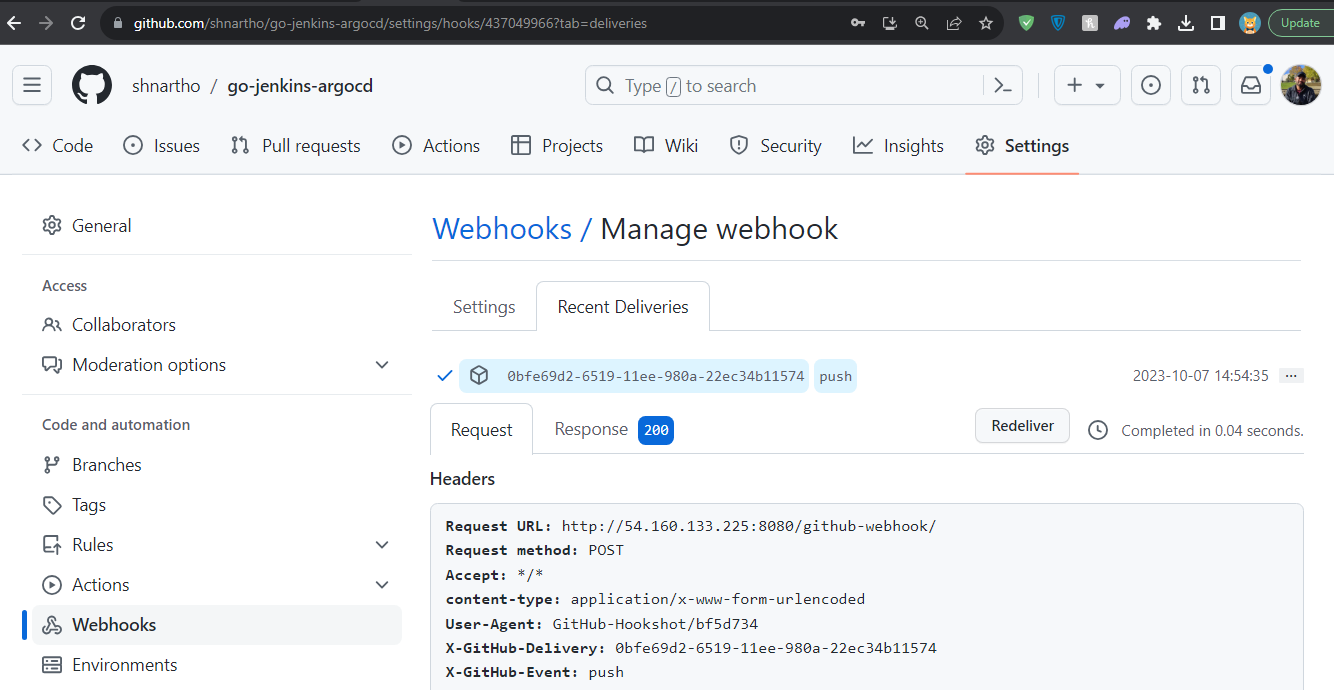 github.com/shnartho/go-jenkins-argocd/settings/hooks/437049966?tab=deliveries
Update
shnartho / go-jenkins-argocd
Type / to search
Code
Issues
Pull requests
Actions
Projects
Wiki
Security
Insights
Settings
General
Access
Collaborators
Moderation options
Code and automation
Branches
Tags
Rules
Actions
Webhooks
Environments
Webhooks / Manage webhook
Settings
Recent Deliveries
0bfe69d2-6519-11ee-980a-22ec34b11574 push
2023-10-07 14:54:35 ...
Request
Response 200
Redeliver
Completed in 0.04 seconds.
Headers
Request URL: http://54.160.133.225:8080/github-webhook/
Request method: POST
Accept: */*
content-type: application/x-www-form-urlencoded
User-Agent: GitHub-Hookshot/bf5d734
X-GitHub-Delivery: 0bfe69d2-6519-11ee-980a-22ec34b11574
X-GitHub-Event: push